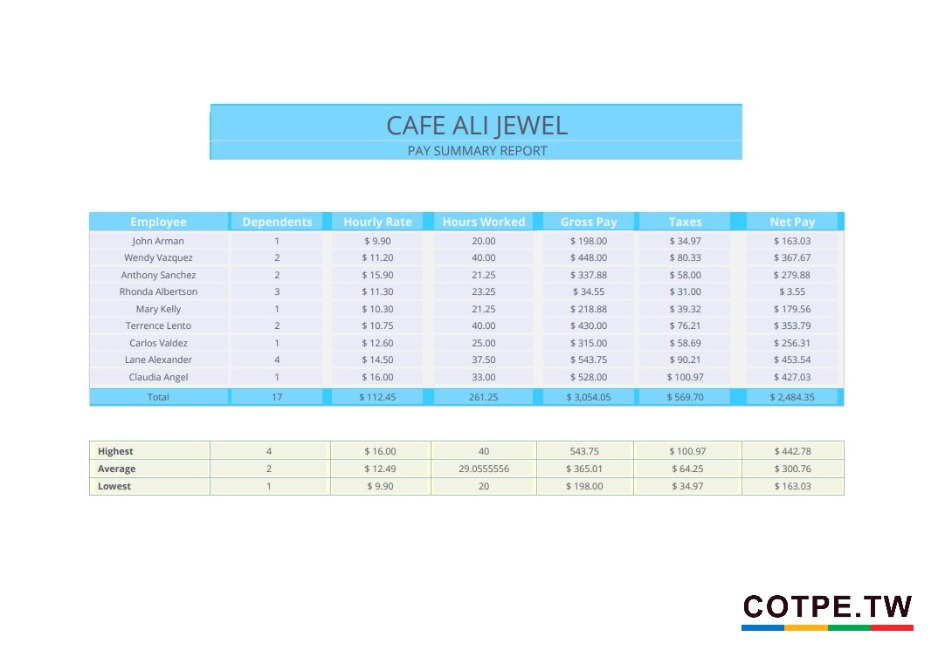 CAFE ALI JEWEL
PAY SUMMARY REPORT
Employee Dependents Hourly Rate Hours Worked Gross Pay Taxes Net Pay
John Arman 1 $ 9.90 20.00 $ 198.00 $ 34.97 $ 163.03
Wendy Vazquez 2 $ 11.20 40.00 $ 448.00 $ 80.33 $ 367.67
Anthony Sanchez 2 $ 15.90 21.25 $ 337.88 $ 58.00 $ 279.88
Rhonda Albertson 3 $ 11.30 23.25 $ 34.55 $ 31.00 $ 3.55
Mary Kelly 1 $ 10.30 21.25 $ 218.88 $ 39.32 $ 179.56
Terrence Lento 2 $ 10.75 40.00 $ 430.00 $ 76.21 $ 353.79
Carlos Valdez 1 $ 12.60 25.00 $ 315.00 $ 58.69 $ 256.31
Lane Alexander 4 $ 14.50 37.50 $ 543.75 $ 90.21 $ 453.54
Claudia Angel 1 $ 16.00 33.00 $ 528.00 $ 100.97 $ 427.03
Total 17 $ 112.45 261.25 $ 3,054.05 $ 569.70 $ 2,484.35
Highest 4 $ 16.00 40 543.75 $ 100.97 $ 442.78
Average 2 $ 12.49 29.0555556 $ 365.01 $ 64.25 $ 300.76
Lowest 1 $ 9.90 20 $ 198.00 $ 34.97 $ 163.03
COTPE.TW